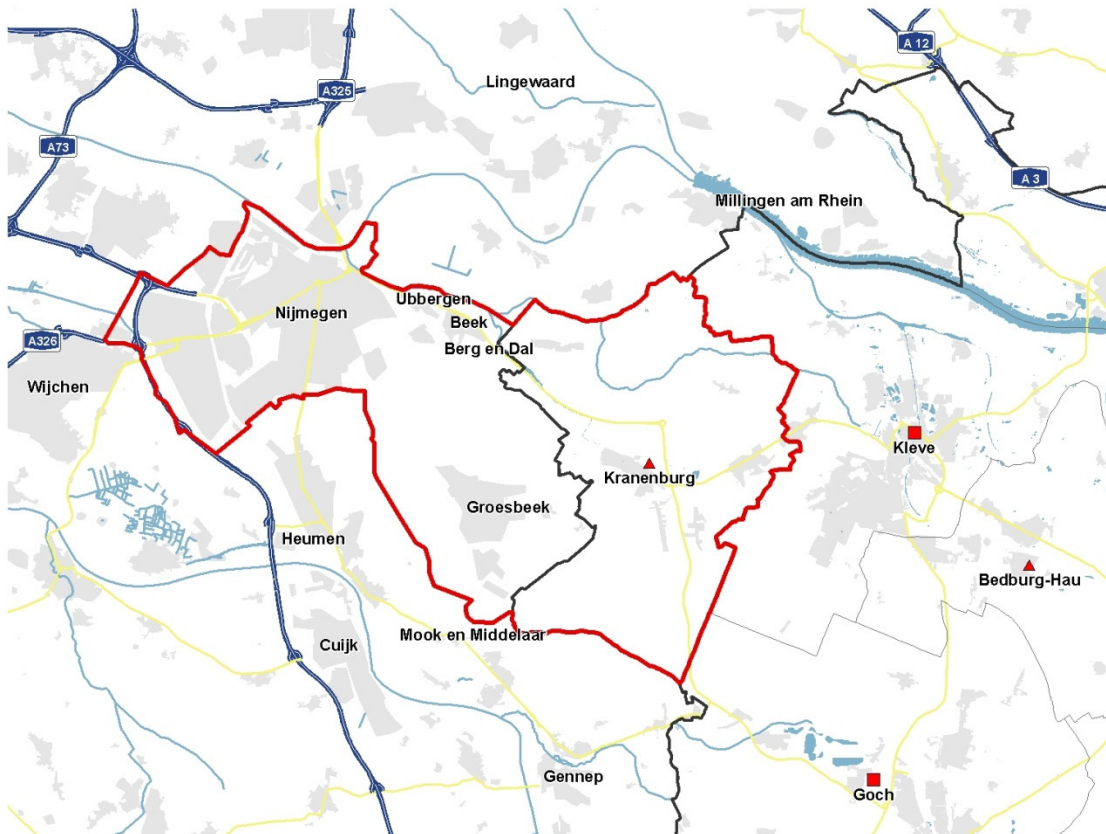 A 12
Lingewaard
A325
A73
A 3
Millingen am Rhein
Ubbergen
Nijmegen
Beek
A326
Berg en Dal
Wijchen
Kleve
Kranenburg
Groesbeek
Heumen
Bedburg-Hau
Mook en Middelaar
Cuijk
Gennep
Goch